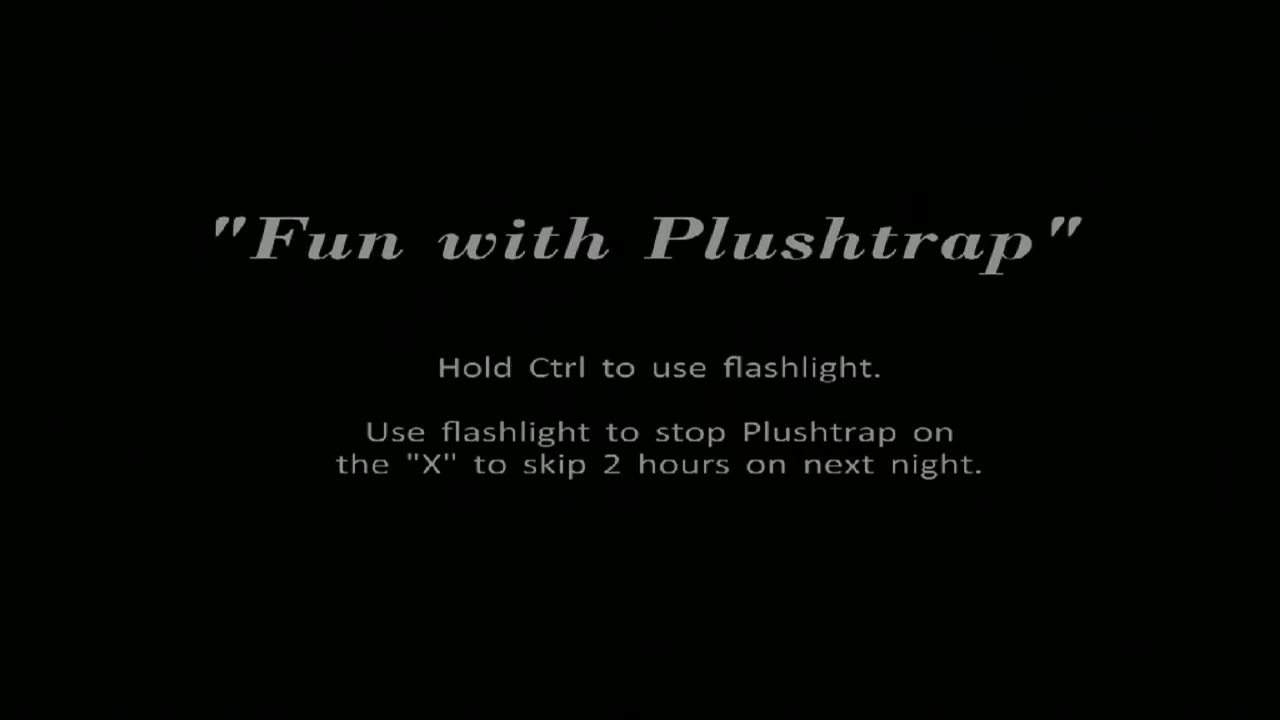 "Fun with Plushtrap"
Hold Ctrl to use flashlight.
Use flashlight to stop Plushtrap on
the "X" to skip 2 hours on next night.